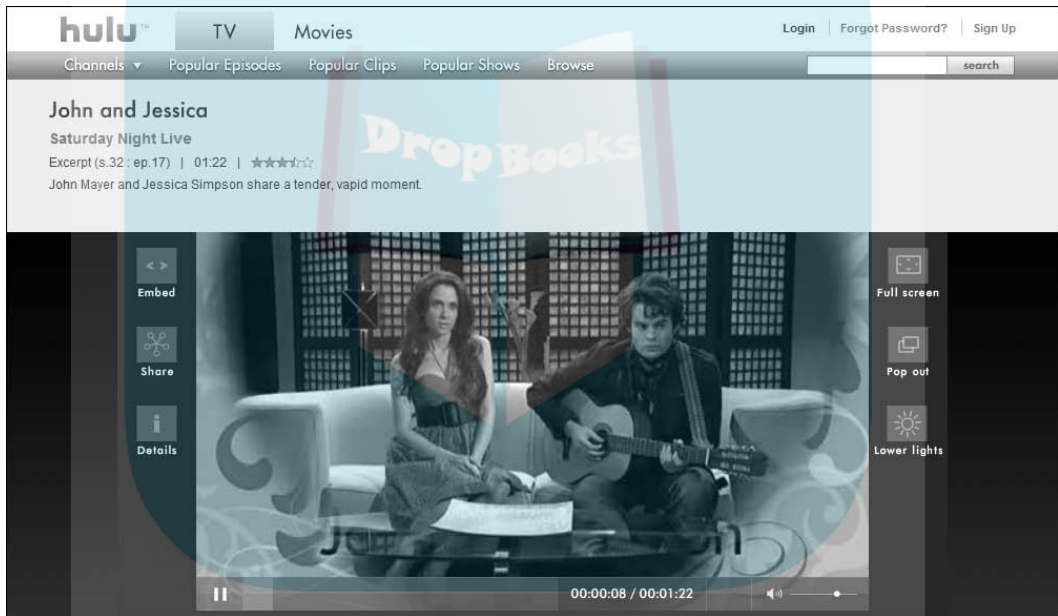 hulu™ TV Movies Login Forgot Password? Sign Up
Channels Popular Episodes Popular Clips Popular Shows Browse search
John and Jessica
Saturday Night Live
Excerpt (s.32 : ep.17) | 01:22 |
John Mayer and Jessica Simpson share a tender, vapid moment.
Drop Books
Embed
Full screen
Share
Pop out
Details
Lower lights
00:00:08 / 00:01:22